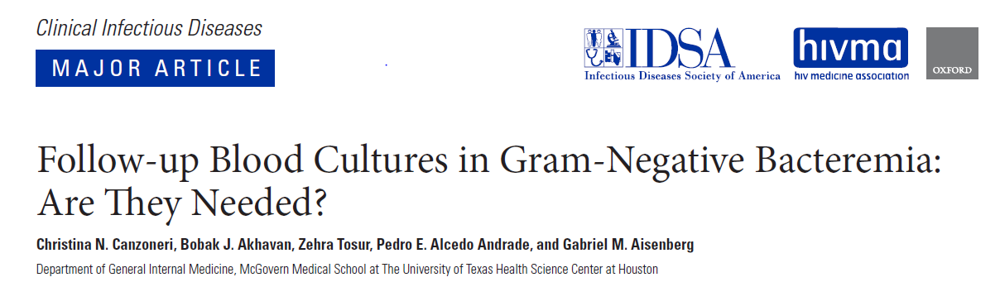 Clinical Infectious Diseases
MAJOR ARTICLE
IDSA
Infectious Diseases Society of America
hivma
hiv medicine association
OXFORD
Follow-up Blood Cultures in Gram-Negative Bacteremia:
Are They Needed?
Christina N. Canzoneri, Bobak J. Akhavan, Zehra Tosur, Pedro E. Alcedo Andrade, and Gabriel M. Aisenberg
Department of General Internal Medicine, McGovern Medical School at The University of Texas Health Science Center at Houston